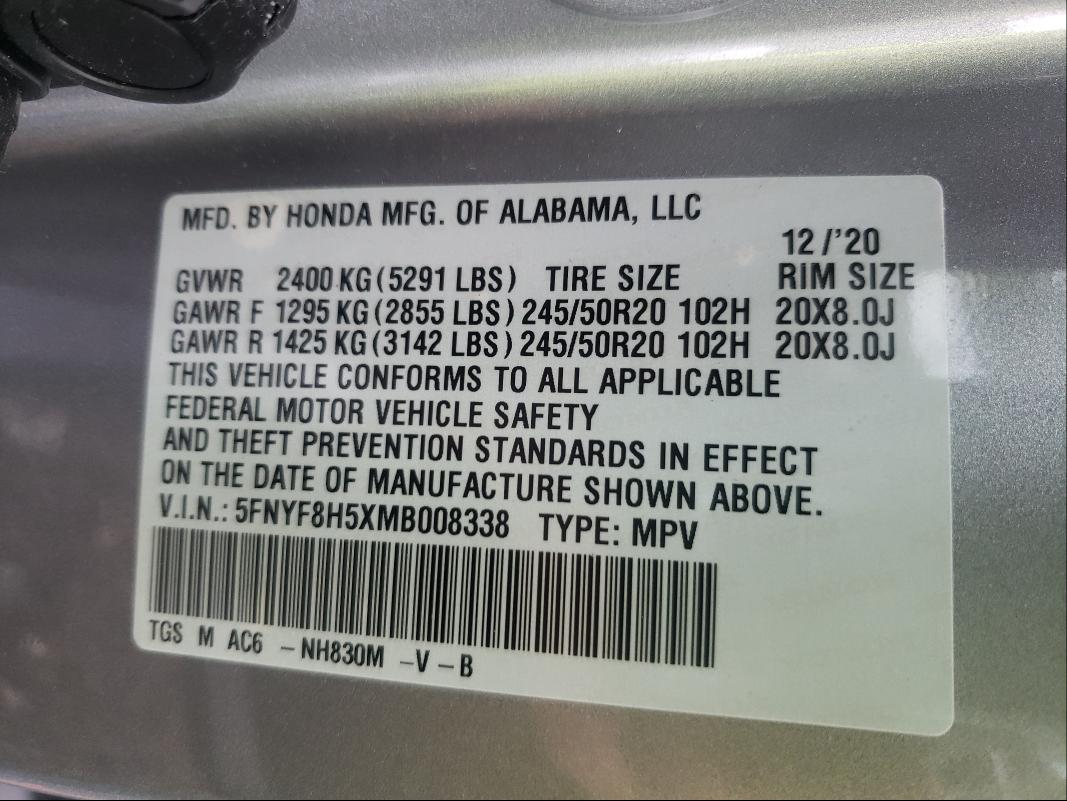 MFD. BY HONDA MFG. OF ALABAMA, LLC
12 /'20
GVWR 2400 KG (5291 LBS) TIRE SIZE RIM SIZE
GAWR F 1295 KG (2855 LBS) 245/50R20 102H 20X8.0J
GAWR R 1425 KG (3142 LBS) 245/50R20 102H 20X8.0J
THIS VEHICLE CONFORMS TO ALL APPLICABLE
FEDERAL MOTOR VEHICLE SAFETY
AND THEFT PREVENTION STANDARDS IN EFFECT
ON THE DATE OF MANUFACTURE SHOWN ABOVE.
V.I.N.: 5FNYF8H5XMB008338 TYPE: MPV
TGS M AC6 – NH830M – V – B